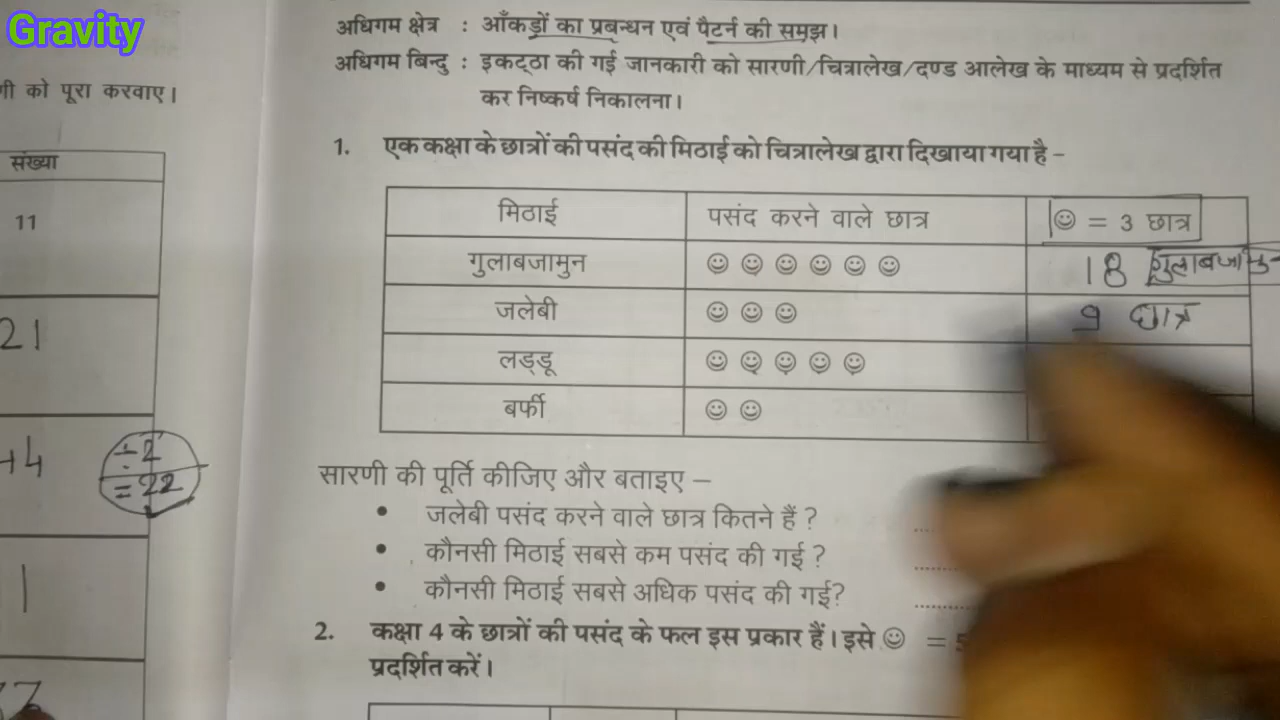 Gravity
अधिगम क्षेत्र : आँकड़ों का प्रबन्धन एवं पैटर्न की समझ।
अधिगम बिन्दु : इकट्ठा की गई जानकारी को सारणी/चित्रालेख/दण्ड आलेख के माध्यम से प्रदर्शित
कर निष्कर्ष निकालना।
को पूरा करवाए।
संख्या
11
21
÷2
= 22
1
1. एक कक्षा के छात्रों की पसंद की मिठाई को चित्रालेख द्वारा दिखाया गया है –
मिठाई पसंद करने वाले छात्र ☺ = 3 छात्र
गुलाबजामुन ☺ ☺ ☺ ☺ ☺ ☺ 18
जलेबी ☺ ☺ ☺ 9 छात्र
लड्डू ☺ ☺ ☺ ☺ ☺
बर्फी ☺ ☺
सारणी की पूर्ति कीजिए और बताइए –
• जलेबी पसंद करने वाले छात्र कितने हैं ?
• कौनसी मिठाई सबसे कम पसंद की गई ?
• कौनसी मिठाई सबसे अधिक पसंद की गई?
2. कक्षा 4 के छात्रों की पसंद के फल इस प्रकार हैं। इसे ☺ =
प्रदर्शित करें।